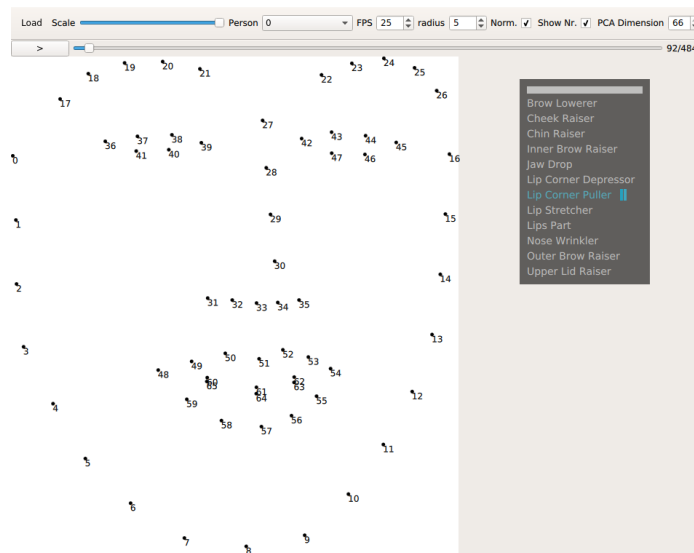 Load Scale Person 0 FPS 25 radius 5 Norm. Show Nr. PCA Dimension 66
> 92/484
19 20 24
18 21 23 25
22
17 26
27
37 38 43 44
36 39 42 45
41 40 47 46
0 16
28
1 29 15
30
2 14
31 32 33 34 35
13
3 50 52
49 51 53
48 54
62
61 63
64
59 55
4 12
58 56
57
11
5
10
6
7 9
8
Brow Lowerer
Cheek Raiser
Chin Raiser
Inner Brow Raiser
Jaw Drop
Lip Corner Depressor
Lip Corner Puller
Lip Stretcher
Lips Part
Nose Wrinkler
Outer Brow Raiser
Upper Lid Raiser